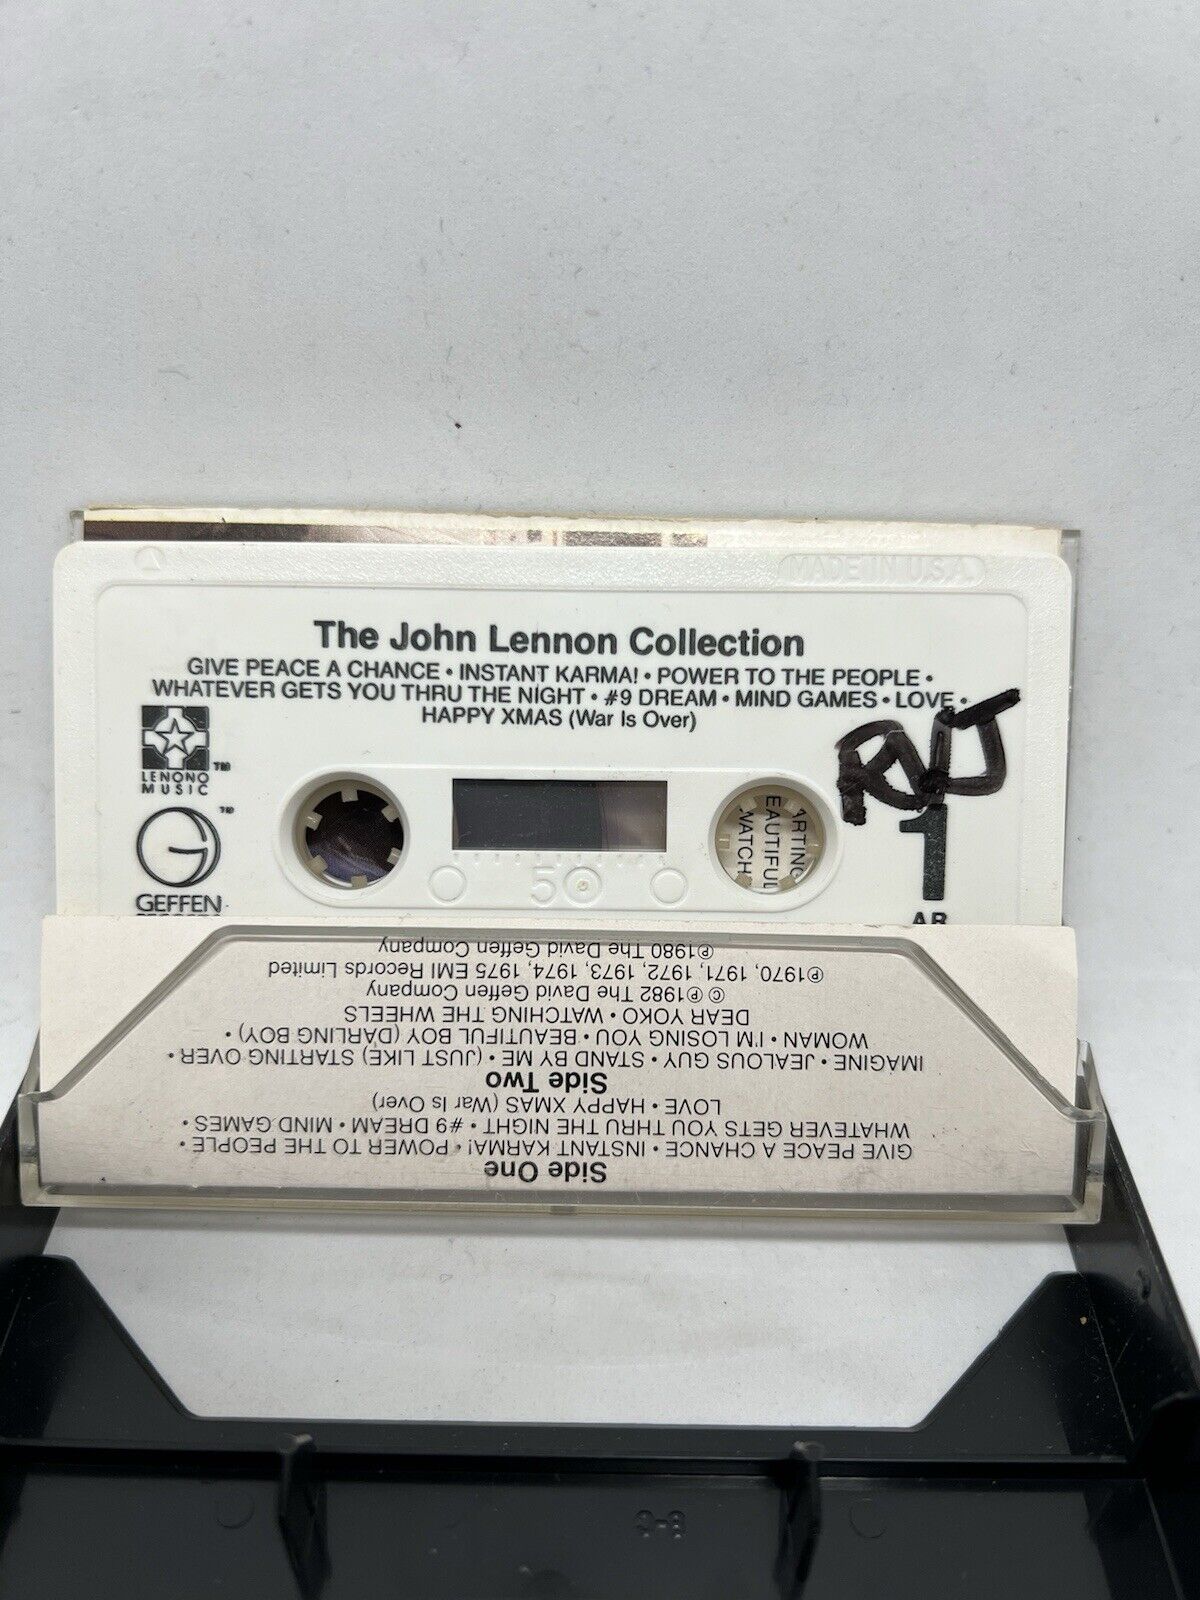 MADE IN U.S.A.
The John Lennon Collection
GIVE PEACE A CHANCE • INSTANT KARMA! • POWER TO THE PEOPLE •
WHATEVER GETS YOU THRU THE NIGHT • #9 DREAM • MIND GAMES • LOVE •
HAPPY XMAS (War Is Over)
LENONO™
MUSIC
™
GEFFEN
50
ARTING
EAUTIFUL
WATCH
1
AB
Side One
GIVE PEACE A CHANCE • INSTANT KARMA! • POWER TO THE PEOPLE •
WHATEVER GETS YOU THRU THE NIGHT • #9 DREAM • MIND GAMES •
LOVE • HAPPY XMAS (War Is Over)
Side Two
IMAGINE • JEALOUS GUY • STAND BY ME • (JUST LIKE) STARTING OVER •
WOMAN • I'M LOSING YOU • BEAUTIFUL BOY (DARLING BOY) •
DEAR YOKO • WATCHING THE WHEELS
© ℗1982 The David Geffen Company
℗1970, 1971, 1972, 1973, 1974, 1975 EMI Records Limited
℗1980 The David Geffen Company